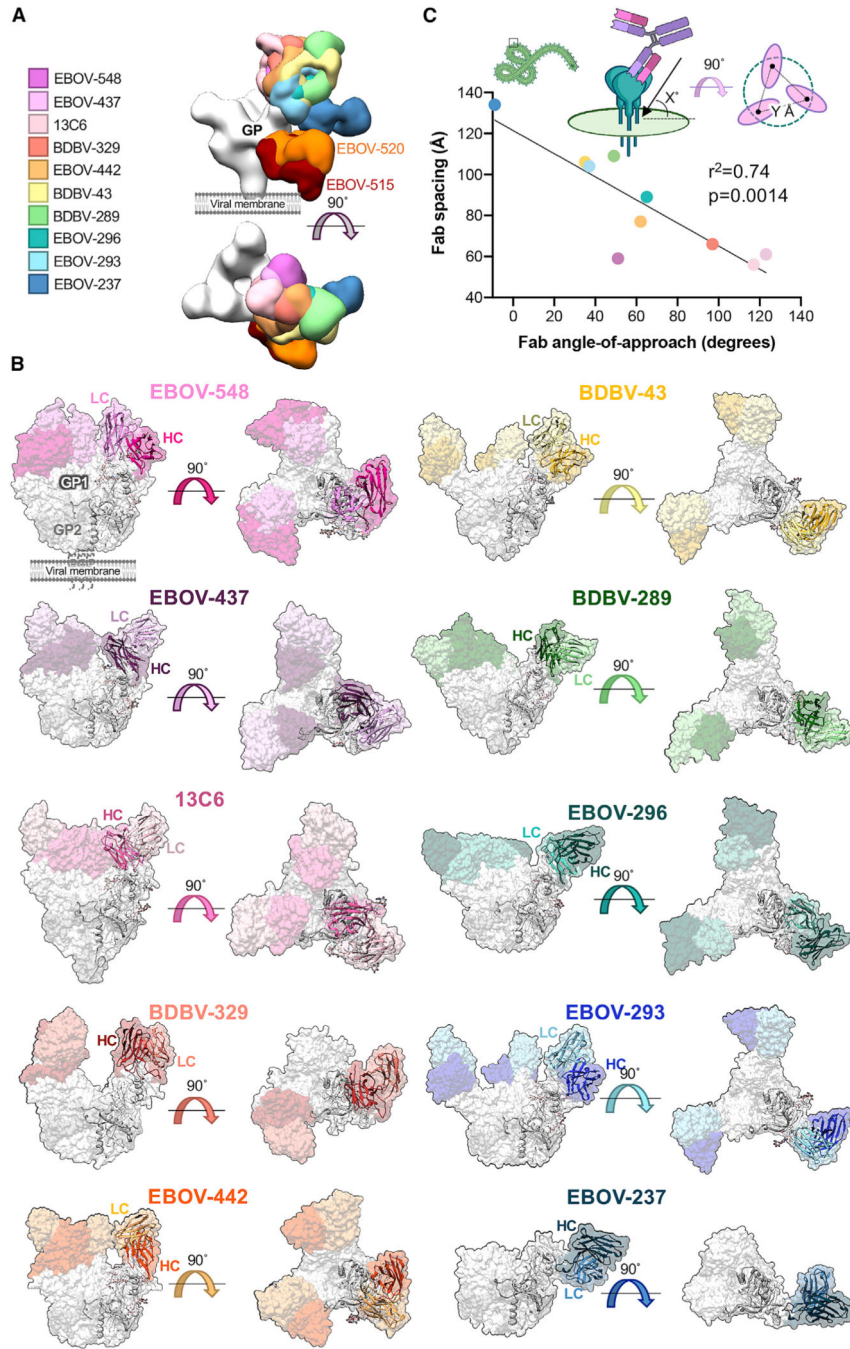 A
EBOV-548
EBOV-437
13C6
BDBV-329
EBOV-442
BDBV-43
BDBV-289
EBOV-296
EBOV-293
EBOV-237
GP
EBOV-520
EBOV-515
Viral membrane
90°
C
90°
X°
Y Å
r²=0.74
p=0.0014
Fab spacing (Å)
140
120
100
80
60
40
0 20 40 60 80 100 120 140
Fab angle-of-approach (degrees)
B
EBOV-548
LC
HC
GP1
GP2
Viral membrane
90°
BDBV-43
LC
HC
90°
EBOV-437
LC
HC
90°
BDBV-289
HC
LC
90°
13C6
HC
LC
90°
EBOV-296
LC
HC
90°
BDBV-329
HC
LC
90°
EBOV-293
LC
HC
90°
EBOV-442
LC
HC
90°
EBOV-237
HC
LC
90°